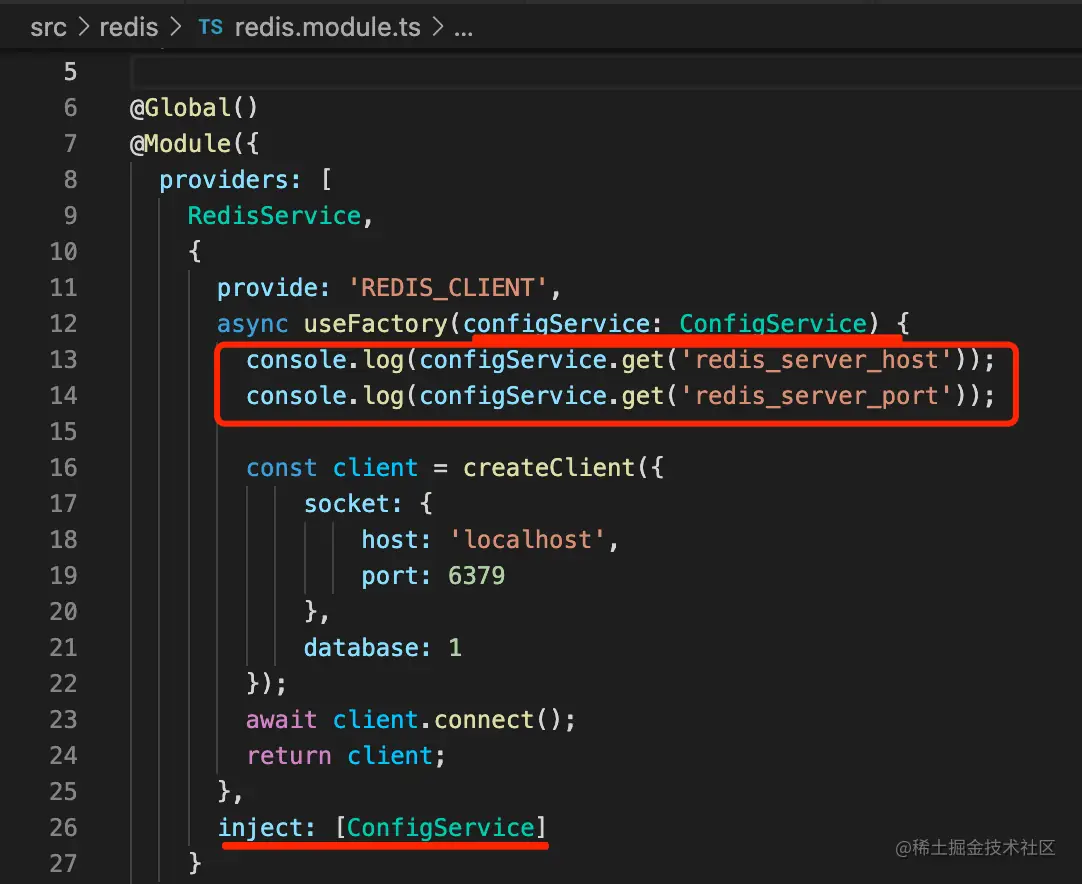 src > redis > TS redis.module.ts > ...
5
6 @Global()
7 @Module({
8   providers: [
9     RedisService,
10     {
11       provide: 'REDIS_CLIENT',
12       async useFactory(configService: ConfigService) {
13         console.log(configService.get('redis_server_host'));
14         console.log(configService.get('redis_server_port'));
15
16         const client = createClient({
17             socket: {
18                 host: 'localhost',
19                 port: 6379
20             },
21             database: 1
22         });
23         await client.connect();
24         return client;
25       },
26       inject: [ConfigService]
27     }
@稀土掘金技术社区